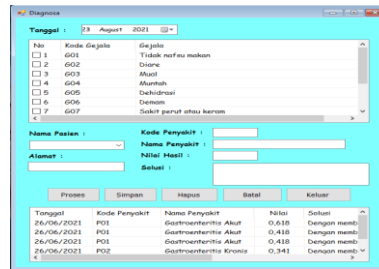 Diagnosa
Tanggal : 23 August 2021
No Kode Gejala Gejala
1 G01 Tidak nafsu makan
2 G02 Diare
3 G03 Mual
4 G04 Muntah
5 G05 Dehidrasi
6 G06 Demam
7 G07 Sakit perut atau keram
Nama Pasien :
Kode Penyakit :
Nama Penyakit :
Alamat :
Nilai Hasil :
Solusi :
Proses Simpan Hapus Batal Keluar
Tanggal Kode Penyakit Nama Penyakit Nilai Solusi
26/06/2021 P01 Gastroenteritis Akut 0,618 Dengan memb
26/06/2021 P01 Gastroenteritis Akut 0,418 Dengan memb
26/06/2021 P01 Gastroenteritis Akut 0,418 Dengan memb
26/06/2021 P02 Gastroenteritis Kronis 0,341 Dengan memb